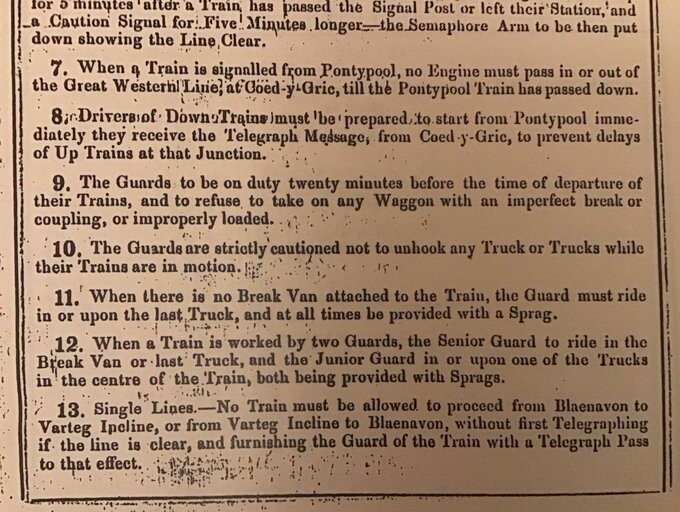 for 5 minutes after a Train has passed the Signal Post or left their Station, and
a Caution Signal for Five Minutes longer—the Semaphore Arm to be then put
down showing the Line Clear.
7. When a Train is signalled from Pontypool, no Engine must pass in or out of
the Great Western Line, at Coed-y-Gric, till the Pontypool Train has passed down.
8. Drivers of Down Trains must be prepared to start from Pontypool imme-
diately they receive the Telegraph Message, from Coed-y-Gric, to prevent delays
of Up Trains at that Junction.
9. The Guards to be on duty twenty minutes before the time of departure of
their Trains, and to refuse to take on any Waggon with an imperfect break or
coupling, or improperly loaded.
10. The Guards are strictly cautioned not to unhook any Truck or Trucks while
their Trains are in motion.
11. When there is no Break Van attached to the Train, the Guard must ride
in or upon the last Truck, and at all times be provided with a Sprag.
12. When a Train is worked by two Guards, the Senior Guard to ride in the
Break Van or last Truck, and the Junior Guard in or upon one of the Trucks
in the centre of the Train, both being provided with Sprags.
13. Single Lines.—No Train must be allowed to proceed from Blaenavon to
Varteg Incline, or from Varteg Incline to Blaenavon, without first Telegraphing
if the line is clear, and furnishing the Guard of the Train with a Telegraph Pass
to that effect.